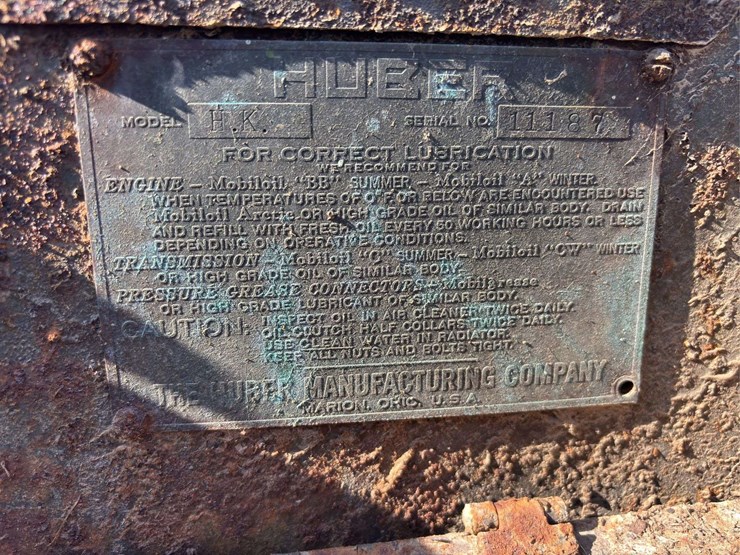 HUBER
MODEL H.K. SERIAL NO. 11187
FOR CORRECT LUBRICATION
WE RECOMMEND FOR
ENGINE - Mobiloil "BB" SUMMER - Mobiloil "A" WINTER
WHEN TEMPERATURES OF 0°F. OR BELOW ARE ENCOUNTERED USE
Mobiloil Arctic OR HIGH GRADE OIL OF SIMILAR BODY. DRAIN
AND REFILL WITH FRESH OIL EVERY 50 WORKING HOURS OR LESS
DEPENDING ON OPERATIVE CONDITIONS.
TRANSMISSION - Mobiloil "C" SUMMER - Mobiloil "CW" WINTER
OR HIGH GRADE OIL OF SIMILAR BODY.
PRESSURE GREASE CONNECTORS - Mobilgrease
OR HIGH GRADE LUBRICANT OF SIMILAR BODY.
CAUTION: INSPECT OIL IN AIR CLEANER TWICE DAILY.
OIL CLUTCH HALF COLLARS TWICE DAILY.
USE CLEAN WATER IN RADIATOR.
KEEP ALL NUTS AND BOLTS TIGHT.
THE HUBER MANUFACTURING COMPANY
MARION, OHIO, U.S.A.